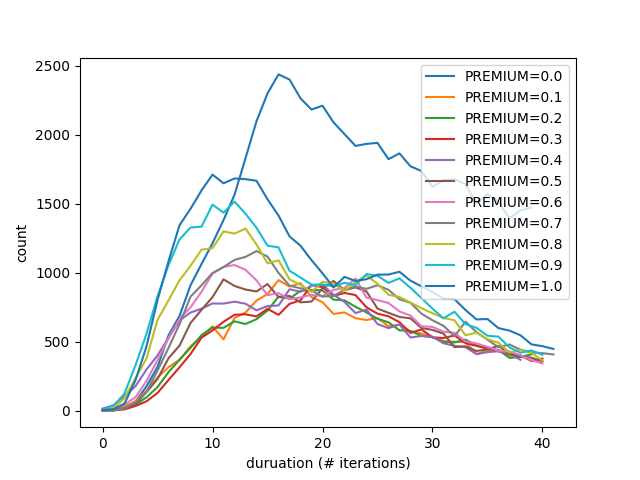 2500
2000
1500
1000
500
0
count
0
10
20
30
40
duruation (# iterations)
PREMIUM=0.0
PREMIUM=0.1
PREMIUM=0.2
PREMIUM=0.3
PREMIUM=0.4
PREMIUM=0.5
PREMIUM=0.6
PREMIUM=0.7
PREMIUM=0.8
PREMIUM=0.9
PREMIUM=1.0